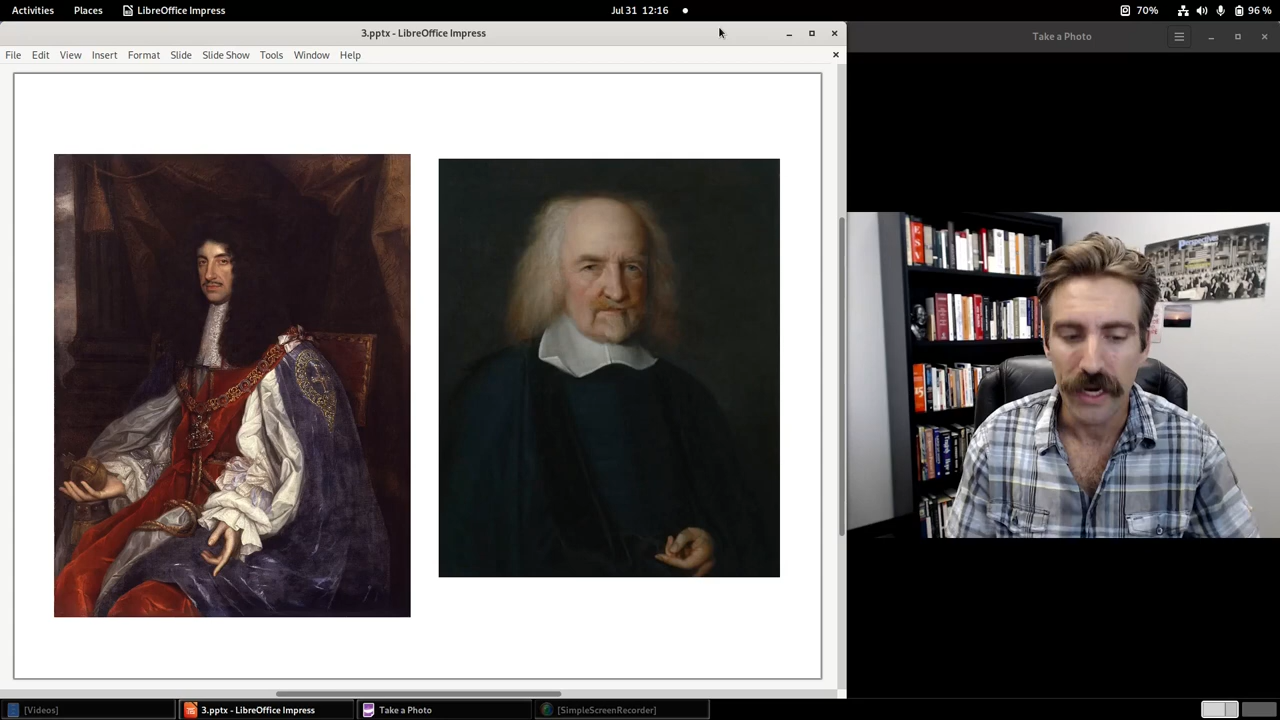 Activities Places LibreOffice Impress Jul 31 12:16 70% 96 %
3.pptx - LibreOffice Impress
Take a Photo
File Edit View Insert Format Slide Slide Show Tools Window Help
Perspectives
[Videos] 3.pptx - LibreOffice Impress Take a Photo [SimpleScreenRecorder]